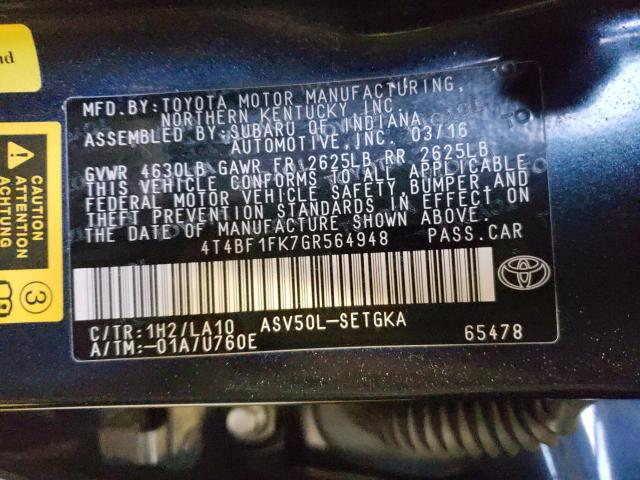 nd
ATTENTION
CAUTION
ACHTUNG
3
MFD.BY:TOYOTA MOTOR MANUFACTURING,
NORTHERN KENTUCKY INC.
ASSEMBLED BY:SUBARU OF INDIANA
AUTOMOTIVE,INC. 03/16
GVWR 4630LB GAWR FR 2625LB RR 2625LB
THIS VEHICLE CONFORMS TO ALL APPLICABLE
FEDERAL MOTOR VEHICLE SAFETY,BUMPER,AND
THEFT PREVENTION STANDARDS IN EFFECT ON
THE DATE OF MANUFACTURE SHOWN ABOVE.
4T4BF1FK7GR564948 PASS.CAR
C/TR:1H2/LA10 ASV50L-SETGKA
A/TM:-01A/U760E 65478